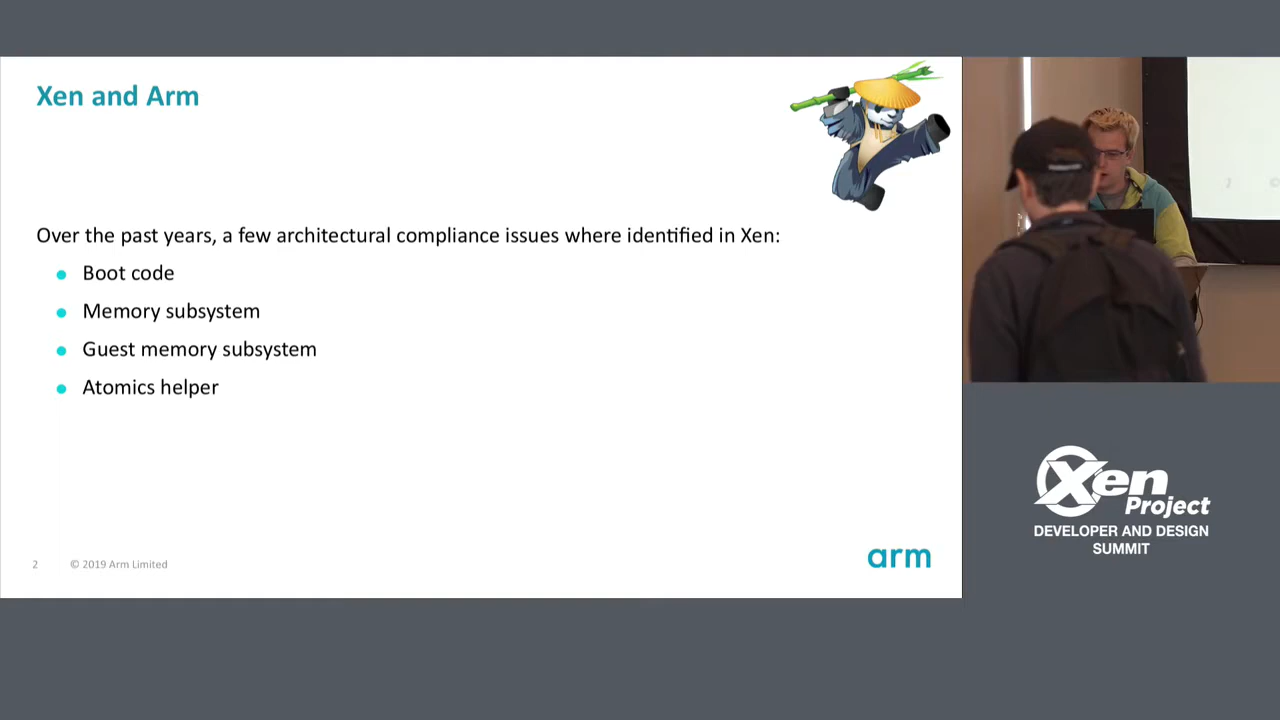 Xen and Arm
Over the past years, a few architectural compliance issues where identified in Xen:
Boot code
Memory subsystem
Guest memory subsystem
Atomics helper
2 © 2019 Arm Limited
arm
Xen
Project
DEVELOPER AND DESIGN
SUMMIT
2 ©